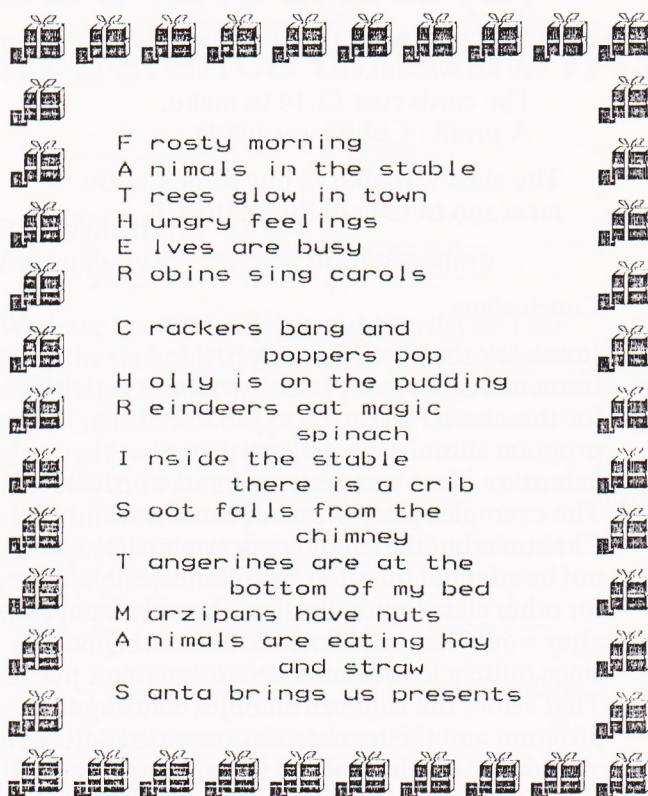 F rosty morning
A nimals in the stable
T rees glow in town
H ungry feelings
E lves are busy
R obins sing carols
C rackers bang and
poppers pop
H olly is on the pudding
R eindeers eat magic
spinach
I nside the stable
there is a crib
S oot falls from the
chimney
T angerines are at the
bottom of my bed
M arzipans have nuts
A nimals are eating hay
and straw
S anta brings us presents